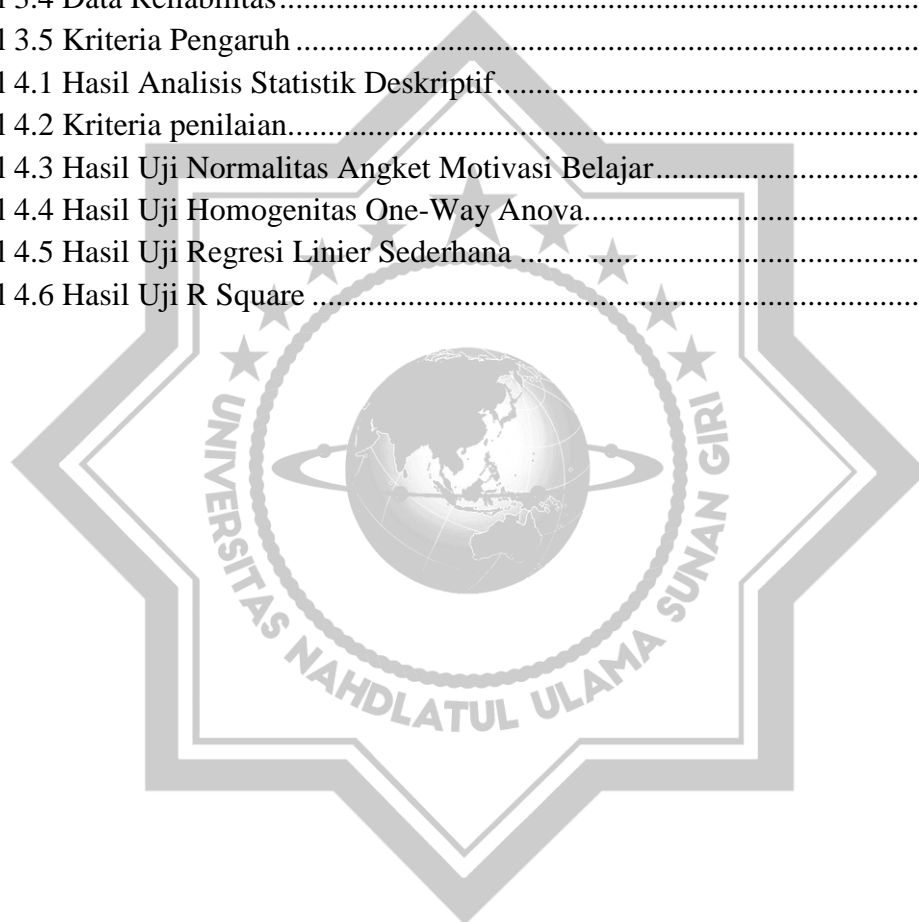 l 3.4 Data Reliabilitas
l 3.5 Kriteria Pengaruh
l 4.1 Hasil Analisis Statistik Deskriptif
l 4.2 Kriteria penilaian
l 4.3 Hasil Uji Normalitas Angket Motivasi Belajar
l 4.4 Hasil Uji Homogenitas One-Way Anova
l 4.5 Hasil Uji Regresi Linier Sederhana
l 4.6 Hasil Uji R Square
UNIVERSITAS NAHDLATUL ULAMA SUNAN GIRI